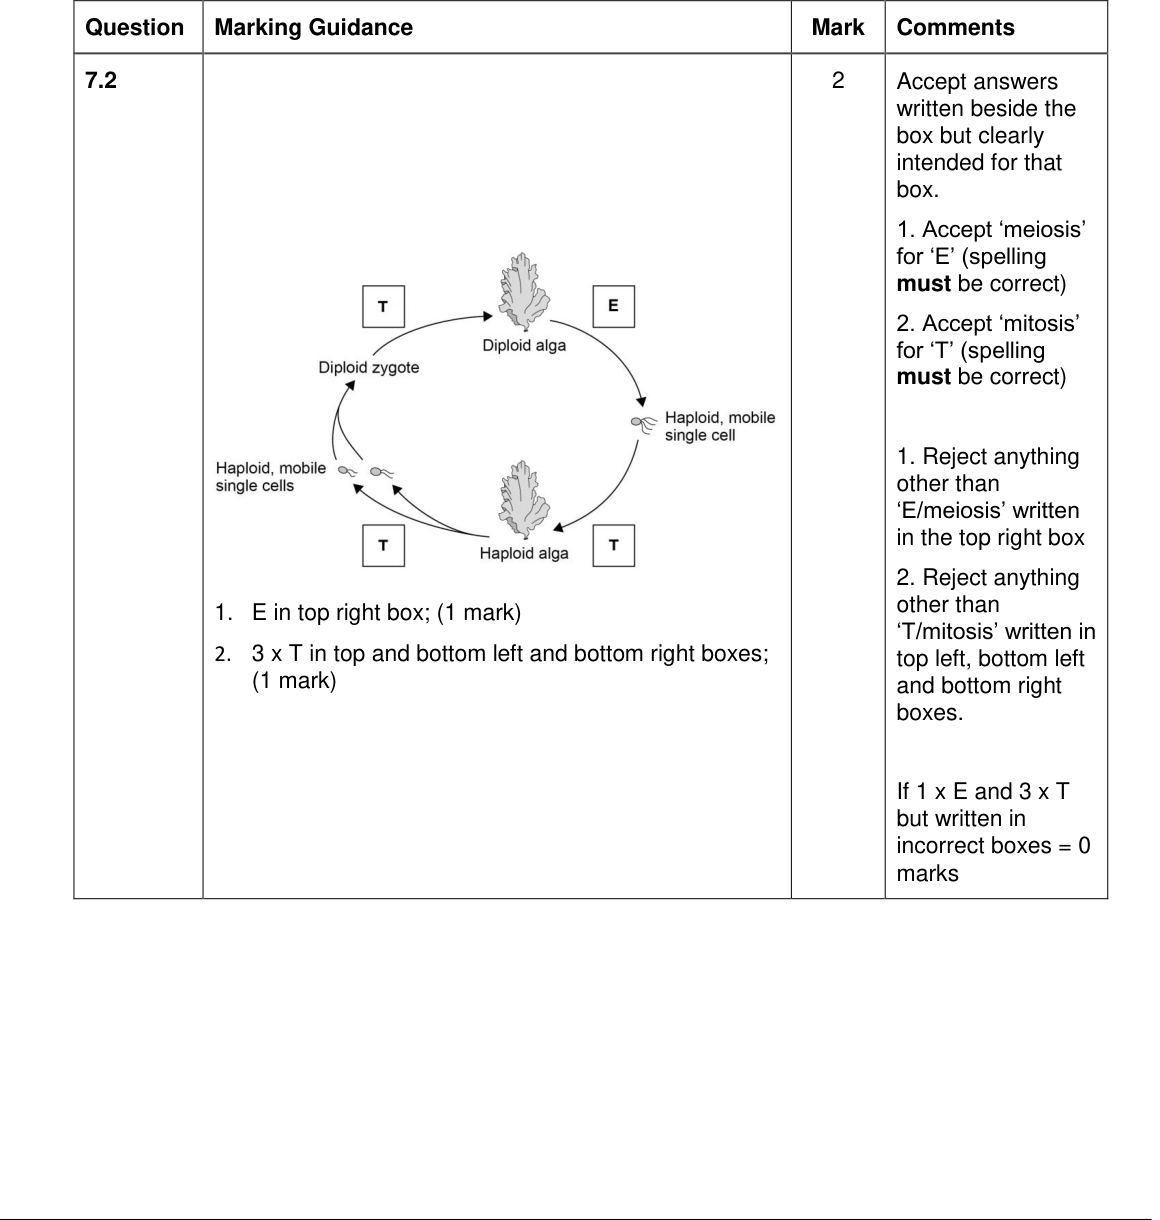 Question Marking Guidance Mark Comments
7.2
T
E
Diploid alga
Diploid zygote
Haploid, mobile
single cell
Haploid, mobile
single cells
T
Haploid alga
T
1. E in top right box; (1 mark)
2. 3 x T in top and bottom left and bottom right boxes;
(1 mark)
2
Accept answers
written beside the
box but clearly
intended for that
box.
1. Accept ‘meiosis’
for ‘E’ (spelling
must be correct)
2. Accept ‘mitosis’
for ‘T’ (spelling
must be correct)
1. Reject anything
other than
‘E/meiosis’ written
in the top right box
2. Reject anything
other than
‘T/mitosis’ written in
top left, bottom left
and bottom right
boxes.
If 1 x E and 3 x T
but written in
incorrect boxes = 0
marks